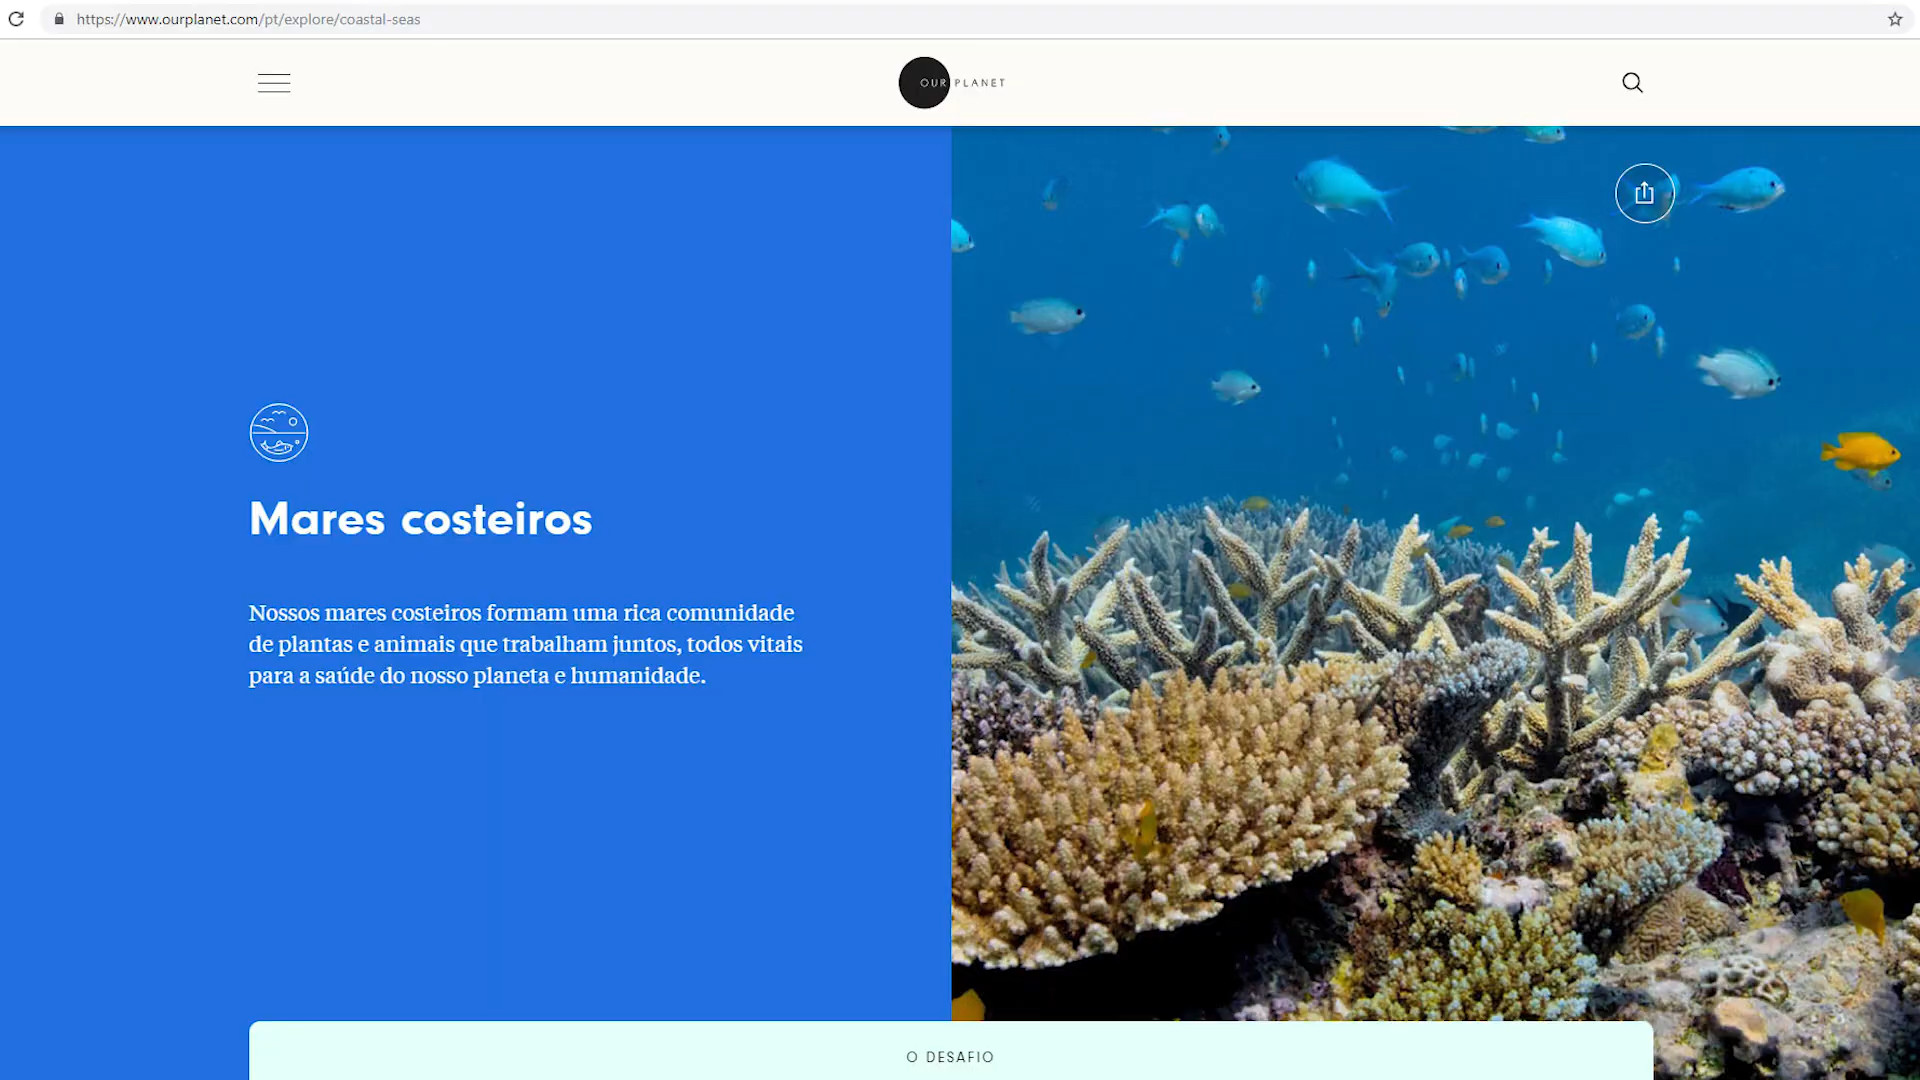 https://www.ourplanet.com/pt/explore/coastal-seas
OUR PLANET
Mares costeiros
Nossos mares costeiros formam uma rica comunidade
de plantas e animais que trabalham juntos, todos vitais
para a saúde do nosso planeta e humanidade.
O DESAFIO